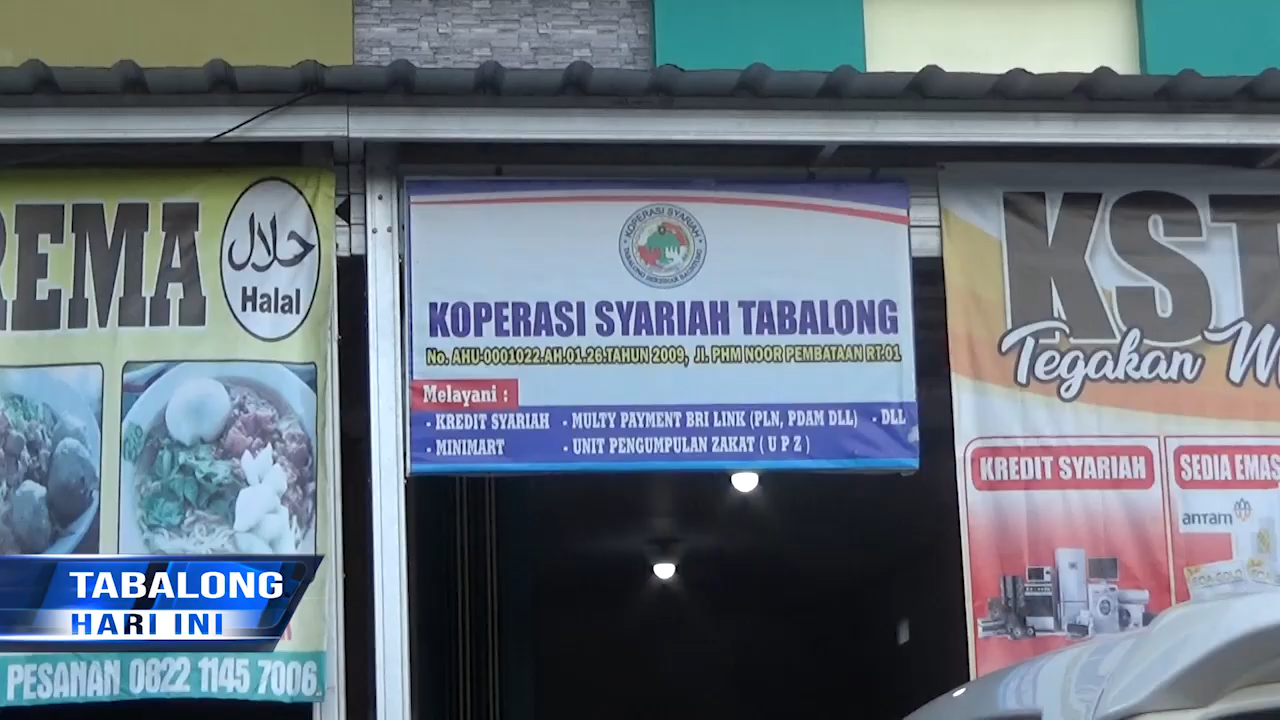 REMA
حلال
Halal
PESANAN 0822 1145 7006
KOPERASI SYARIAH
KOPERASI SYARIAH TABALONG
No. AHU-0001022.AH.01.26.TAHUN 2009, Jl. PHM NOOR PEMBATAAN RT.01
Melayani :
- KREDIT SYARIAH - MULTY PAYMENT BRI LINK (PLN, PDAM DLL) - DLL
- MINIMART - UNIT PENGUMPULAN ZAKAT ( U P Z )
KST
Tegakan
KREDIT SYARIAH
SEDIA EMAS
antam
TABALONG
HARI INI